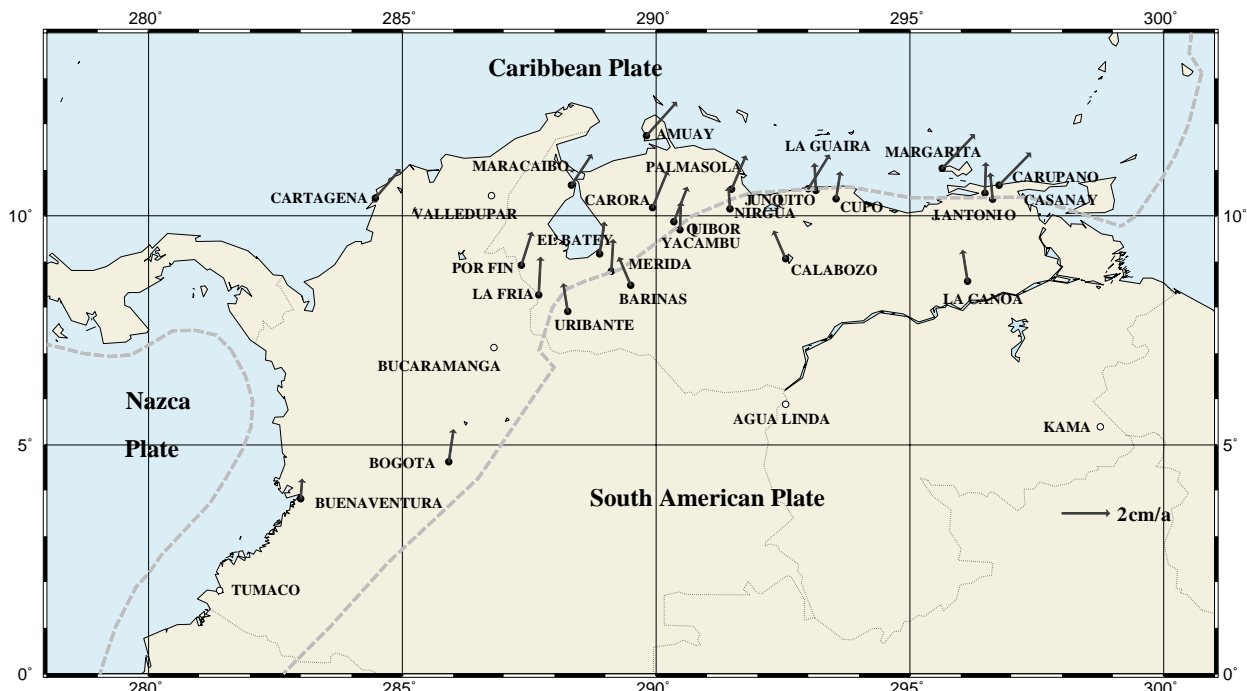 280° 285° 290° 295° 300°
Caribbean Plate
AMUAY
LA GUAIRA
MARGARITA
MARACAIBO
PALMASOLA
CARUPANO
CARTAGENA
CARORA
JUNQUITO
CASANAY
VALLEDUPAR
NIRGUA
CUPO
JANTONIO
10° 10°
QUIBOR
EL BATEY
YACAMBU
POR FIN
MERIDA
CALABOZO
LA FRIA
BARINAS
LA CANOA
URIBANTE
BUCARAMANGA
Nazca
Plate
AGUA LINDA
KAMA
5° 5°
BOGOTA
BUENAVENTURA
South American Plate
2cm/a
TUMACO
0° 0°
280° 285° 290° 295° 300°